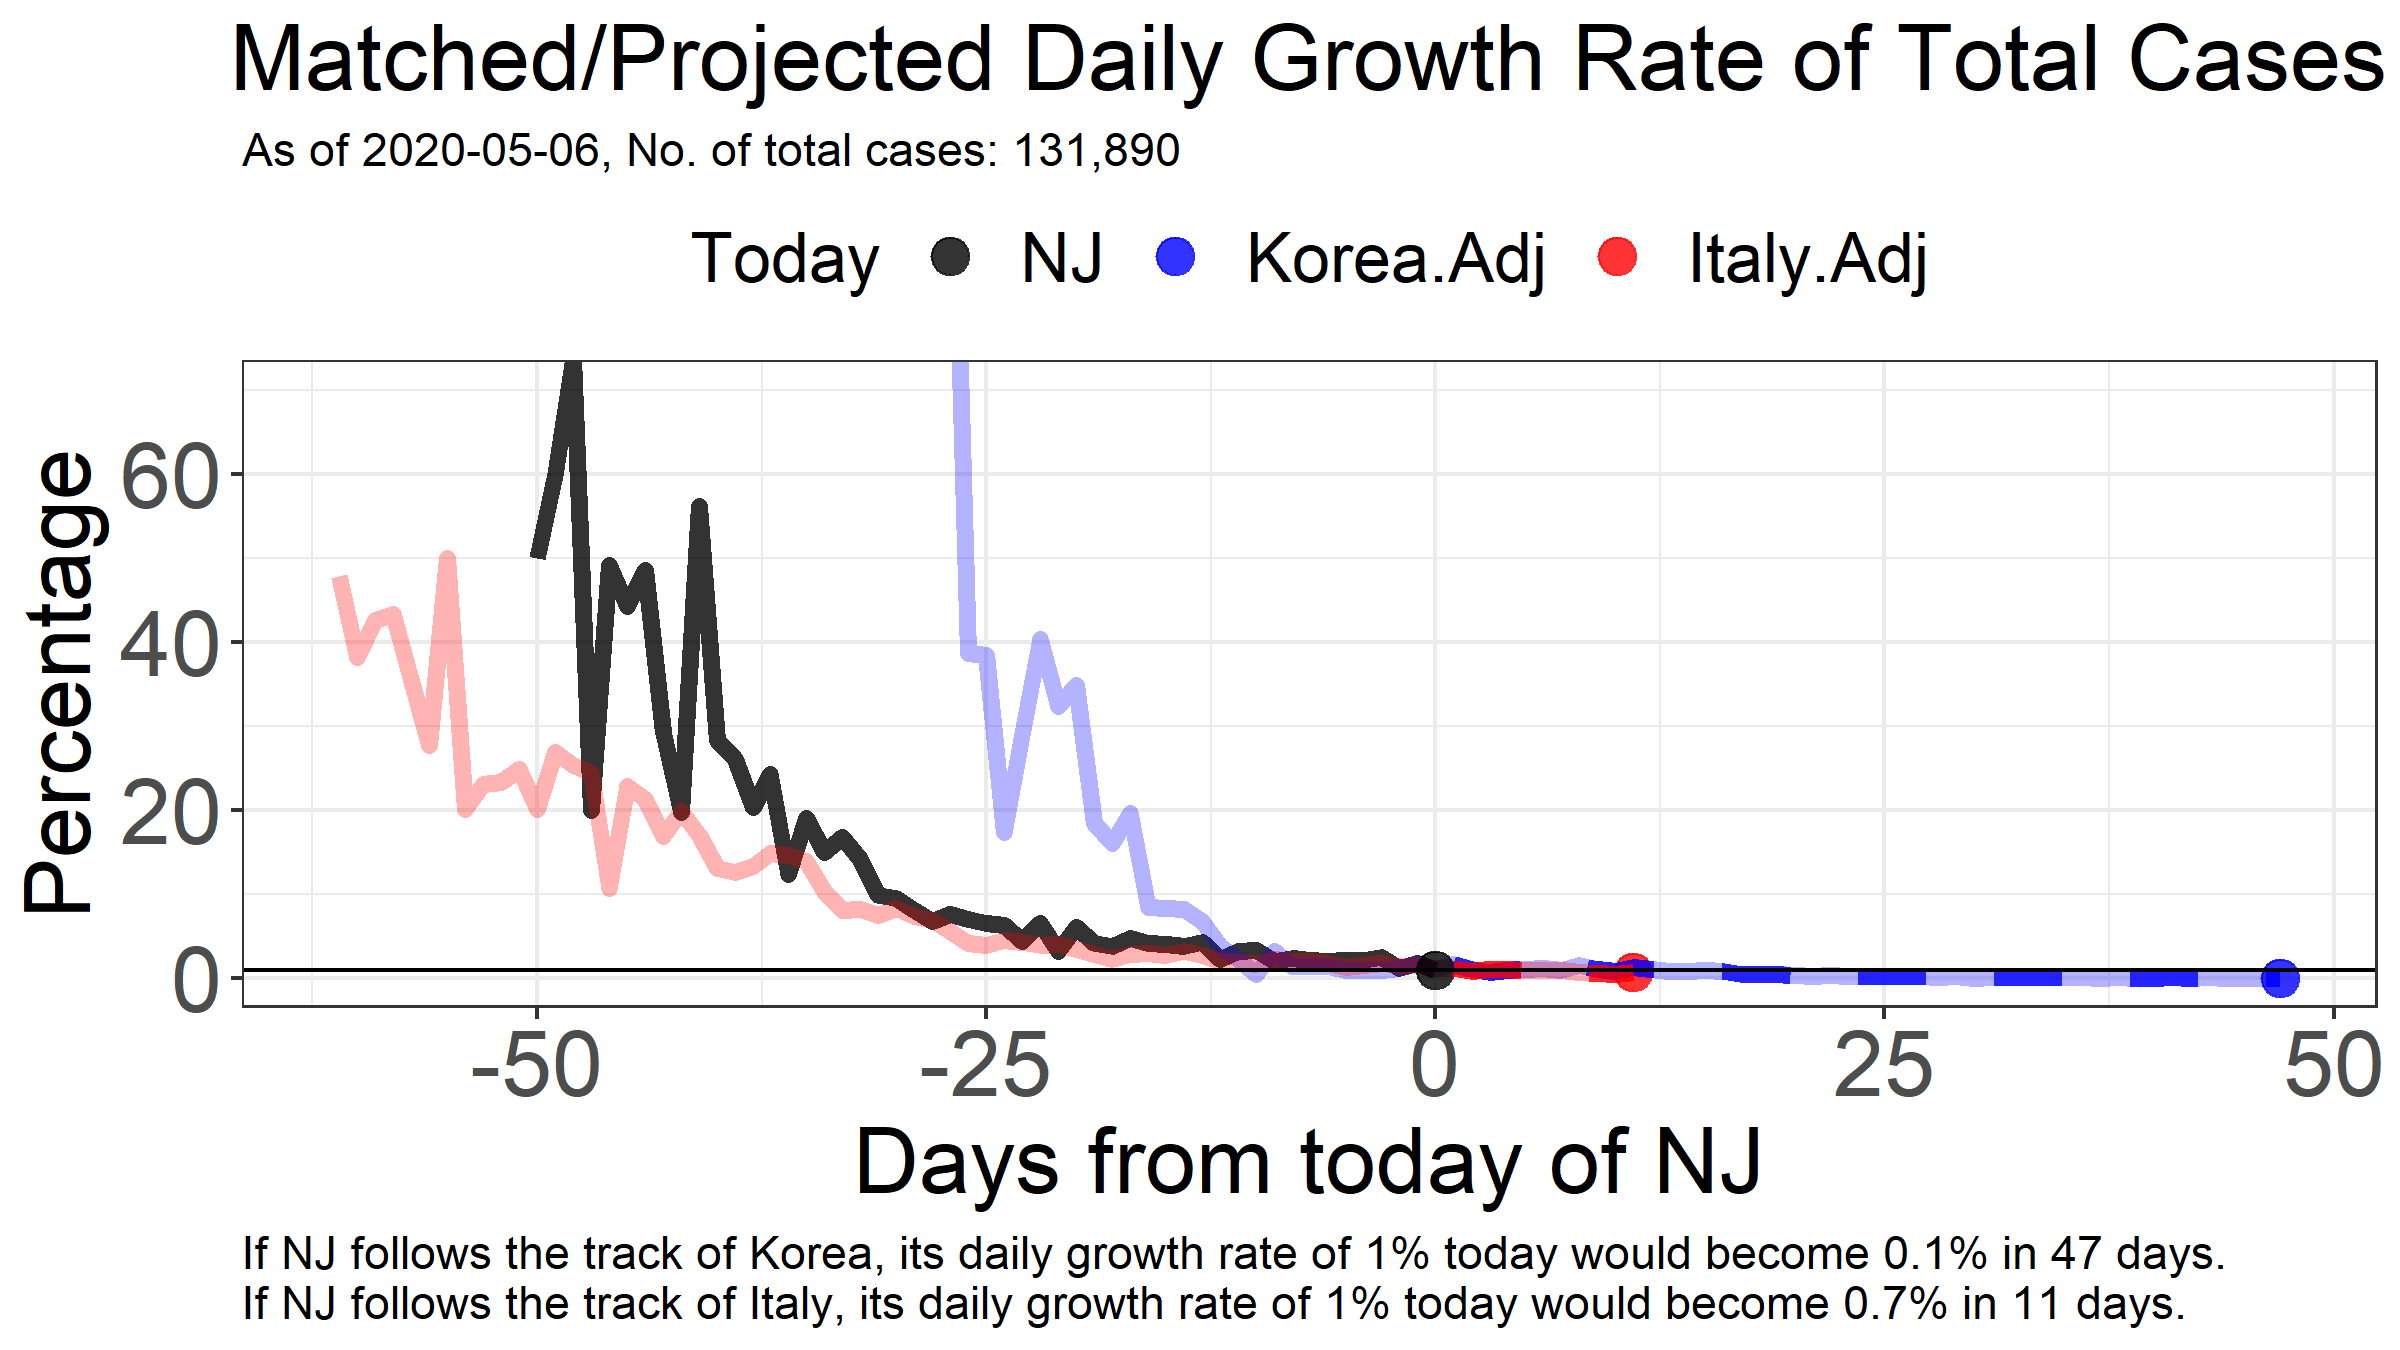 Matched/Projected Daily Growth Rate of Total Cases
As of 2020-05-06, No. of total cases: 131,890
Today NJ Korea.Adj Italy.Adj
Percentage
60
40
20
0
-50 -25 0 25 50
Days from today of NJ
If NJ follows the track of Korea, its daily growth rate of 1% today would become 0.1% in 47 days.
If NJ follows the track of Italy, its daily growth rate of 1% today would become 0.7% in 11 days.